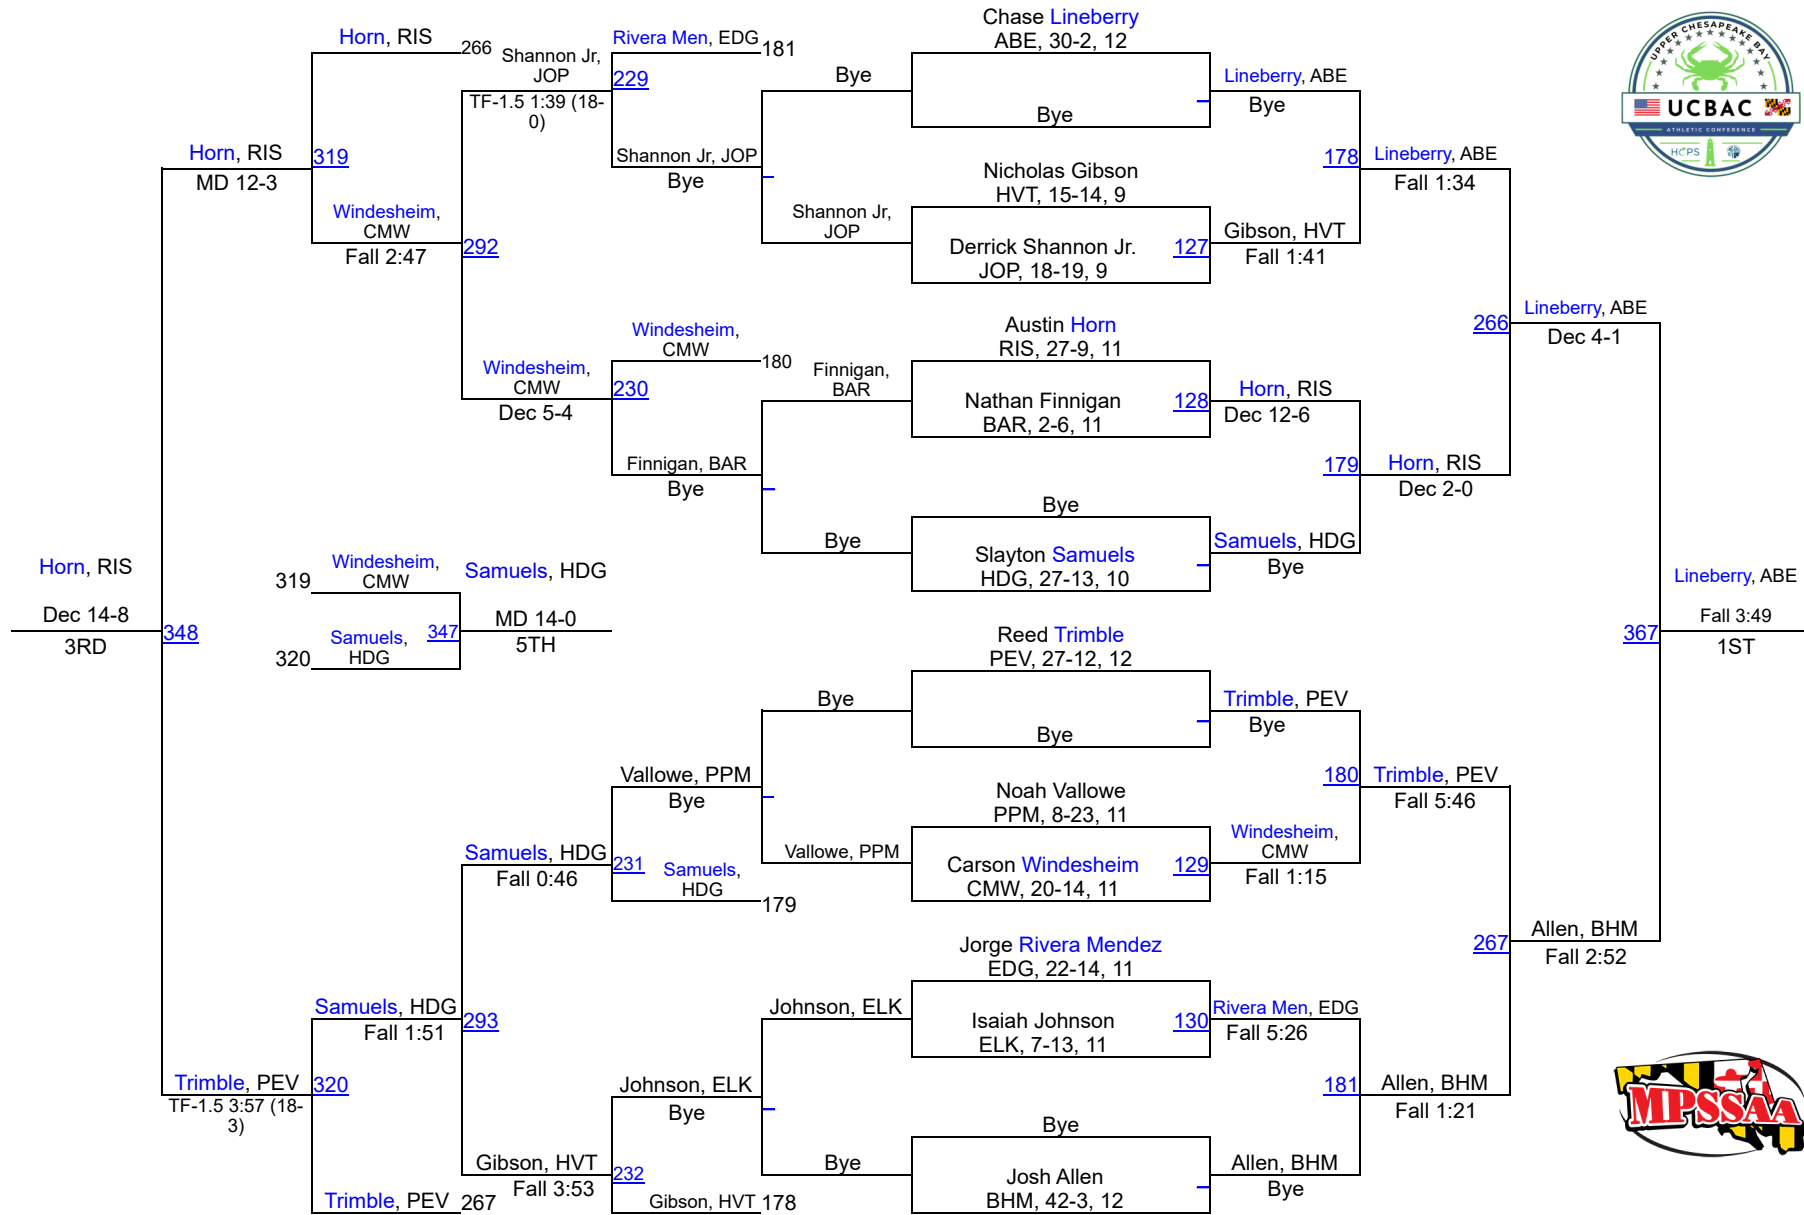 Horn, RIS
266
Shannon Jr,
JOP
TF-1.5 1:39 (18-
0)
Rivera Men, EDG
181
229
Shannon Jr, JOP
Bye
Horn, RIS
MD 12-3
319
Windesheim,
CMW
Fall 2:47
292
Windesheim,
CMW
Dec 5-4
Windesheim,
CMW
180
230
Finnigan, BAR
Bye
Bye
Shannon Jr,
JOP
Finnigan,
BAR
Bye
Chase Lineberry
ABE, 30-2, 12
Bye
Nicholas Gibson
HVT, 15-14, 9
Derrick Shannon Jr.
JOP, 18-19, 9
127
Austin Horn
RIS, 27-9, 11
Nathan Finnigan
BAR, 2-6, 11
128
Bye
Slayton Samuels
HDG, 27-13, 10
Lineberry, ABE
Bye
Gibson, HVT
Fall 1:41
178
Lineberry, ABE
Fall 1:34
Horn, RIS
Dec 12-6
Samuels, HDG
Bye
179
Horn, RIS
Dec 2-0
266
Lineberry, ABE
Dec 4-1
UPPER CHESAPEAKE BAY
UCBAC
ATHLETIC CONFERENCE
HCPS
Horn, RIS
Dec 14-8
3RD
348
319
Windesheim,
CMW
320
Samuels,
HDG
347
Samuels, HDG
MD 14-0
5TH
367
Lineberry, ABE
Fall 3:49
1ST
Reed Trimble
PEV, 27-12, 12
Bye
Noah Vallowe
PPM, 8-23, 11
Carson Windesheim
CMW, 20-14, 11
129
Jorge Rivera Mendez
EDG, 22-14, 11
Isaiah Johnson
ELK, 7-13, 11
130
Bye
Josh Allen
BHM, 42-3, 12
Trimble, PEV
Bye
Windesheim,
CMW
Fall 1:15
180
Trimble, PEV
Fall 5:46
Rivera Men, EDG
Fall 5:26
Allen, BHM
Bye
181
Allen, BHM
Fall 1:21
267
Allen, BHM
Fall 2:52
Bye
Vallowe, PPM
Vallowe, PPM
Bye
231
Samuels,
HDG
179
Samuels, HDG
Fall 0:46
Johnson, ELK
Bye
Johnson, ELK
Bye
232
Gibson, HVT
178
Gibson, HVT
Fall 3:53
Samuels, HDG
Fall 1:51
293
Trimble, PEV
TF-1.5 3:57 (18-
3)
320
Trimble, PEV
267
MPSSAA